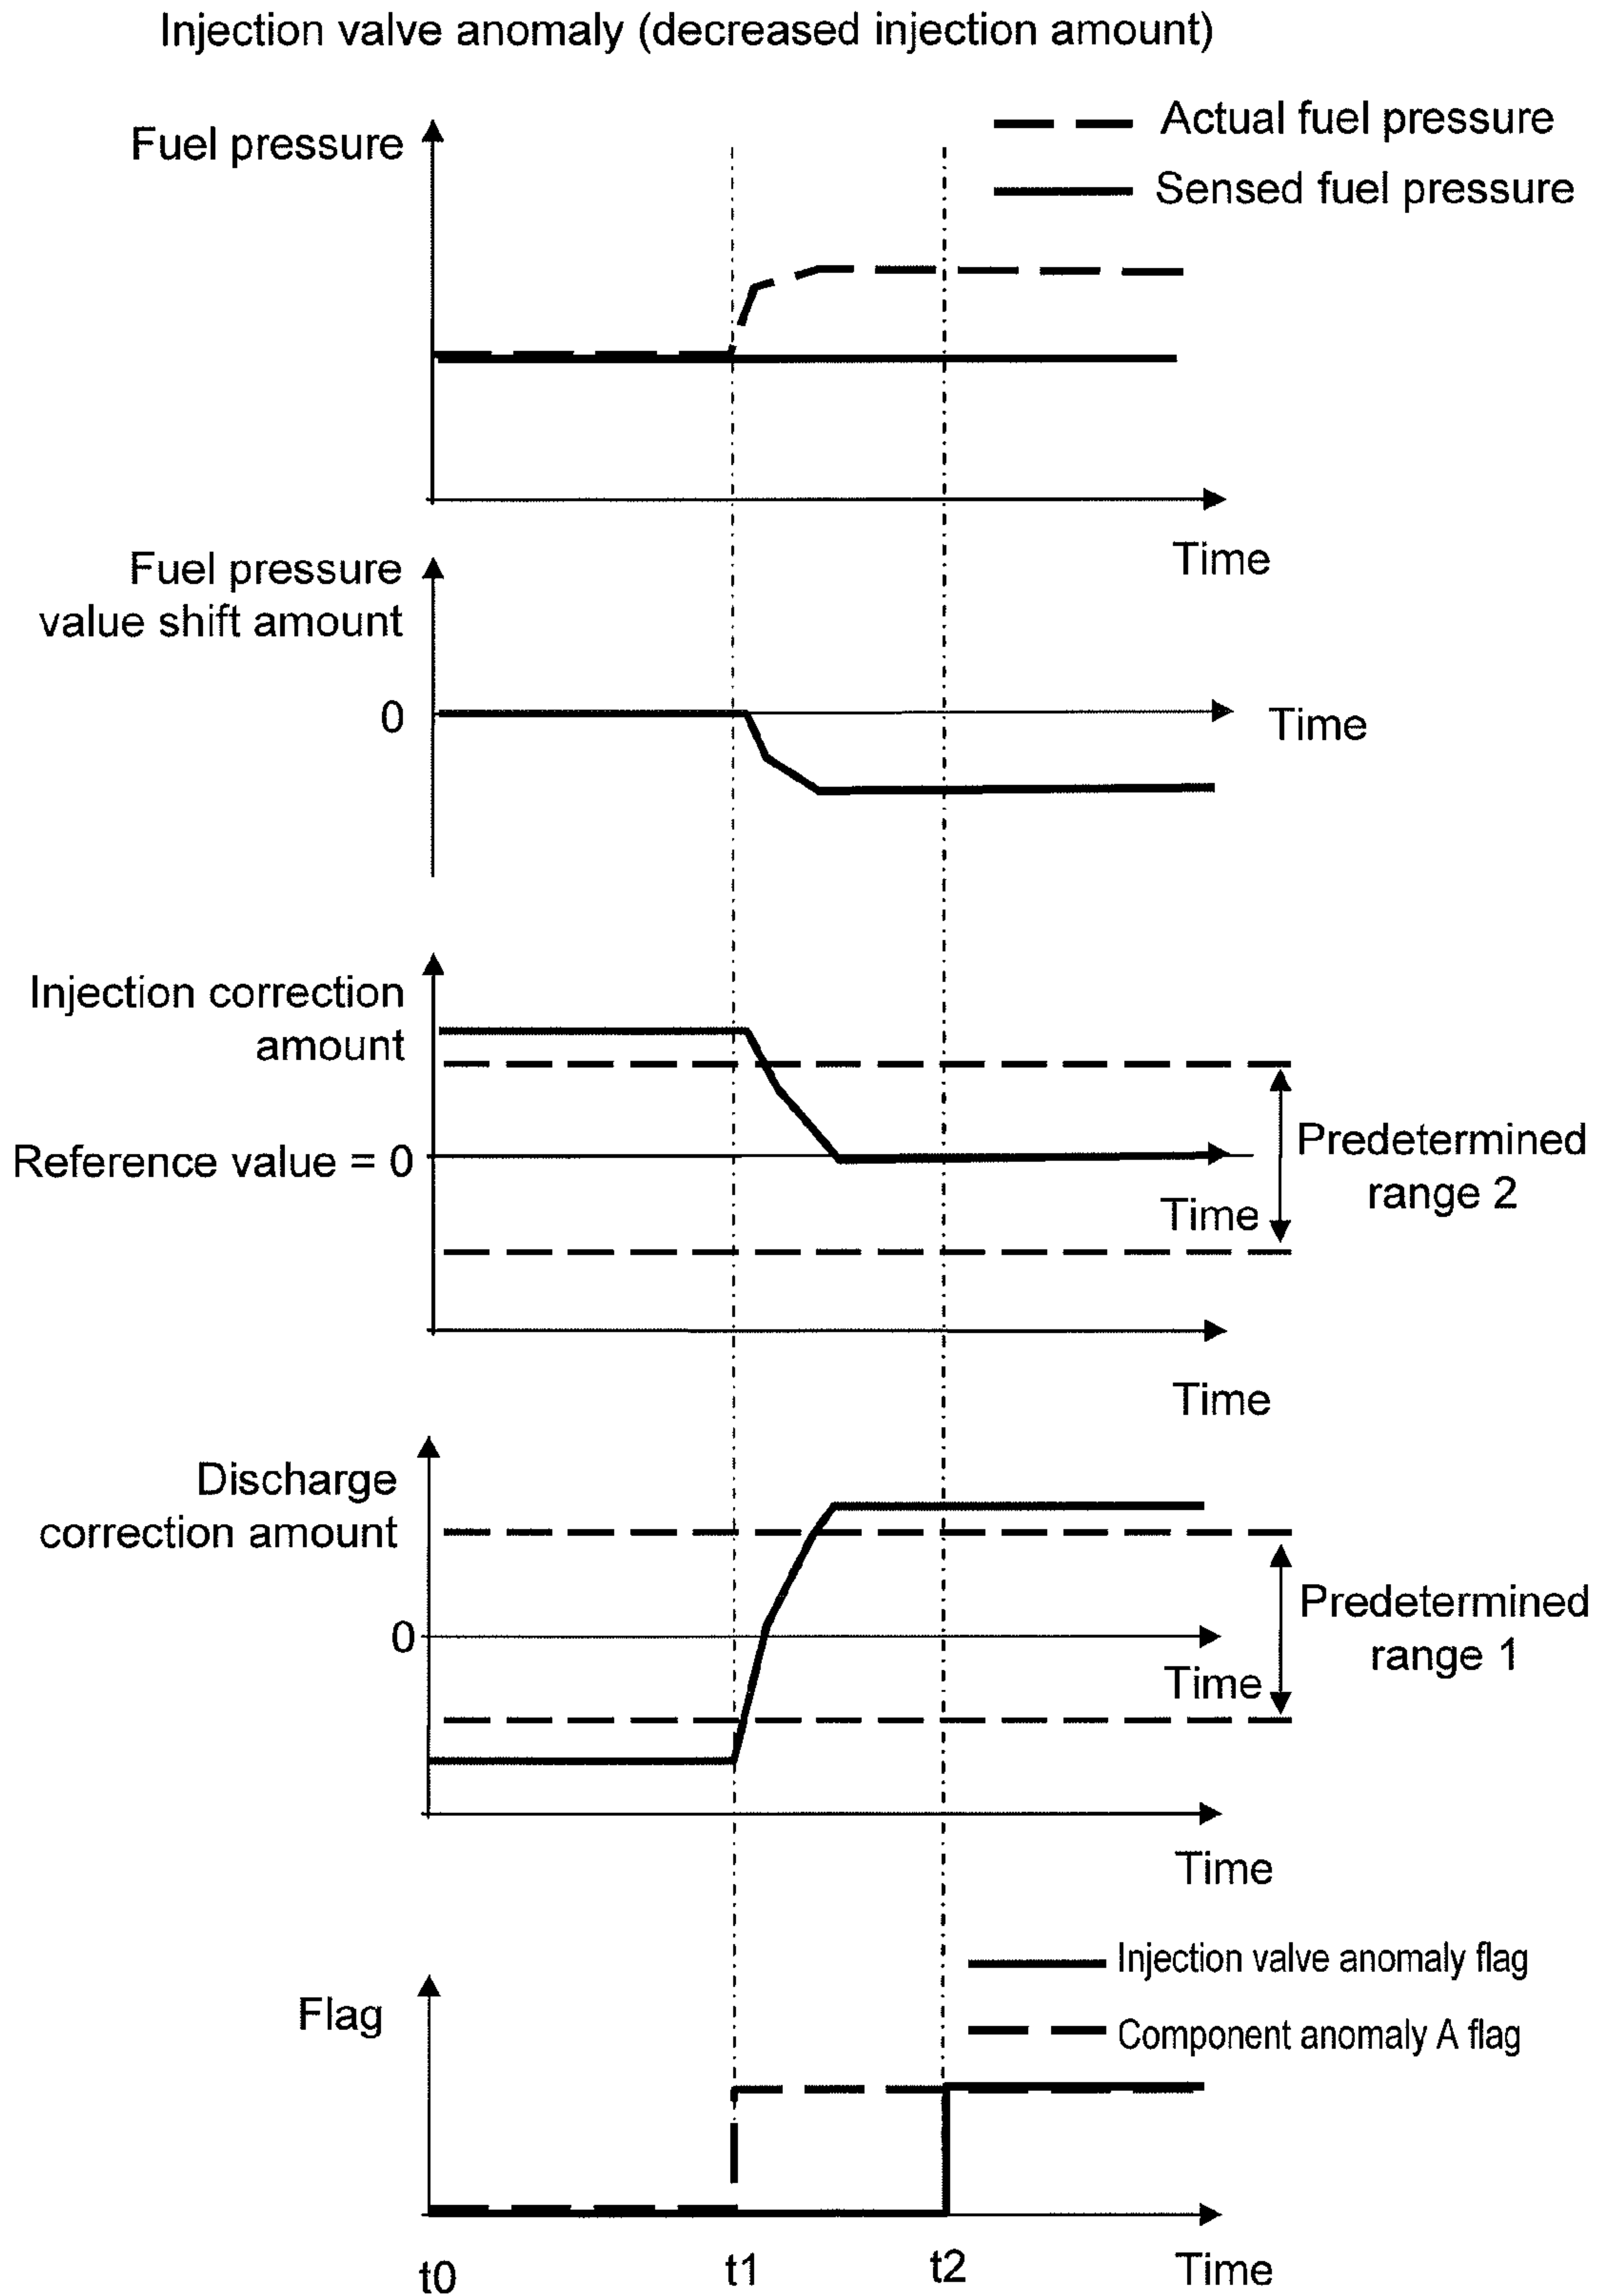 Injection valve anomaly (decreased injection amount)
Actual fuel pressure
Fuel pressure
Sensed fuel pressure
Time
Fuel pressure
value shift amount
0
Time
Injection correction
amount
Predetermined
Reference value = 0
range 2
Time
Time
Discharge
correction amount
Predetermined
0
range 1
Time
Time
Injection valve anomaly flag
Flag
Component anomaly A flag
t0
t1
t2
Time